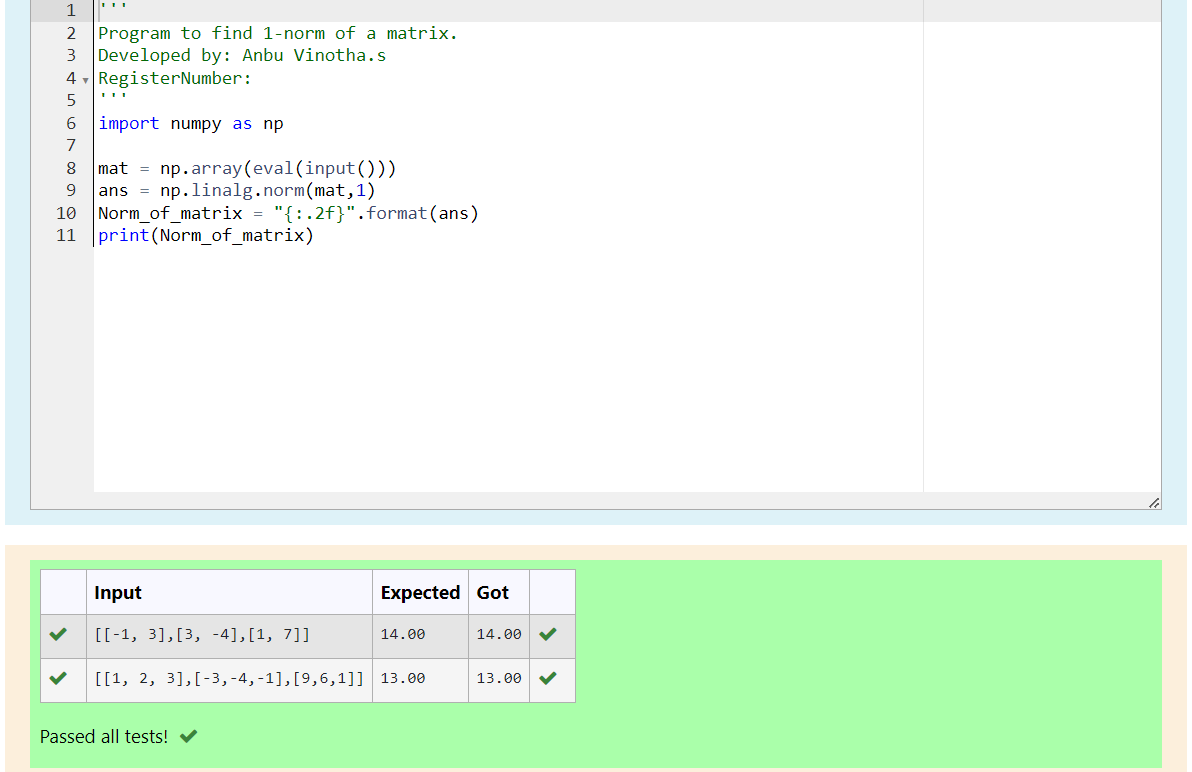 1 '''
2 Program to find 1-norm of a matrix.
3 Developed by: Anbu Vinotha.s
4 RegisterNumber:
5 '''
6 import numpy as np
7
8 mat = np.array(eval(input()))
9 ans = np.linalg.norm(mat,1)
10 Norm_of_matrix = "{:.2f}".format(ans)
11 print(Norm_of_matrix)
Input Expected Got
[[-1, 3],[3, -4],[1, 7]] 14.00 14.00
[[1, 2, 3],[-3,-4,-1],[9,6,1]] 13.00 13.00
Passed all tests!